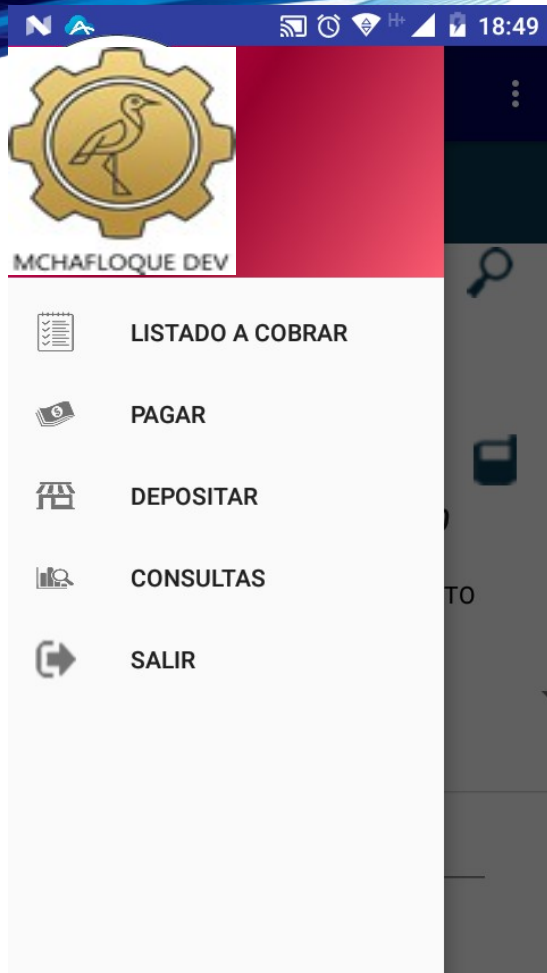 H+
18:49
MCHAFLOQUE DEV
LISTADO A COBRAR
PAGAR
DEPOSITAR
CONSULTAS
TO
SALIR